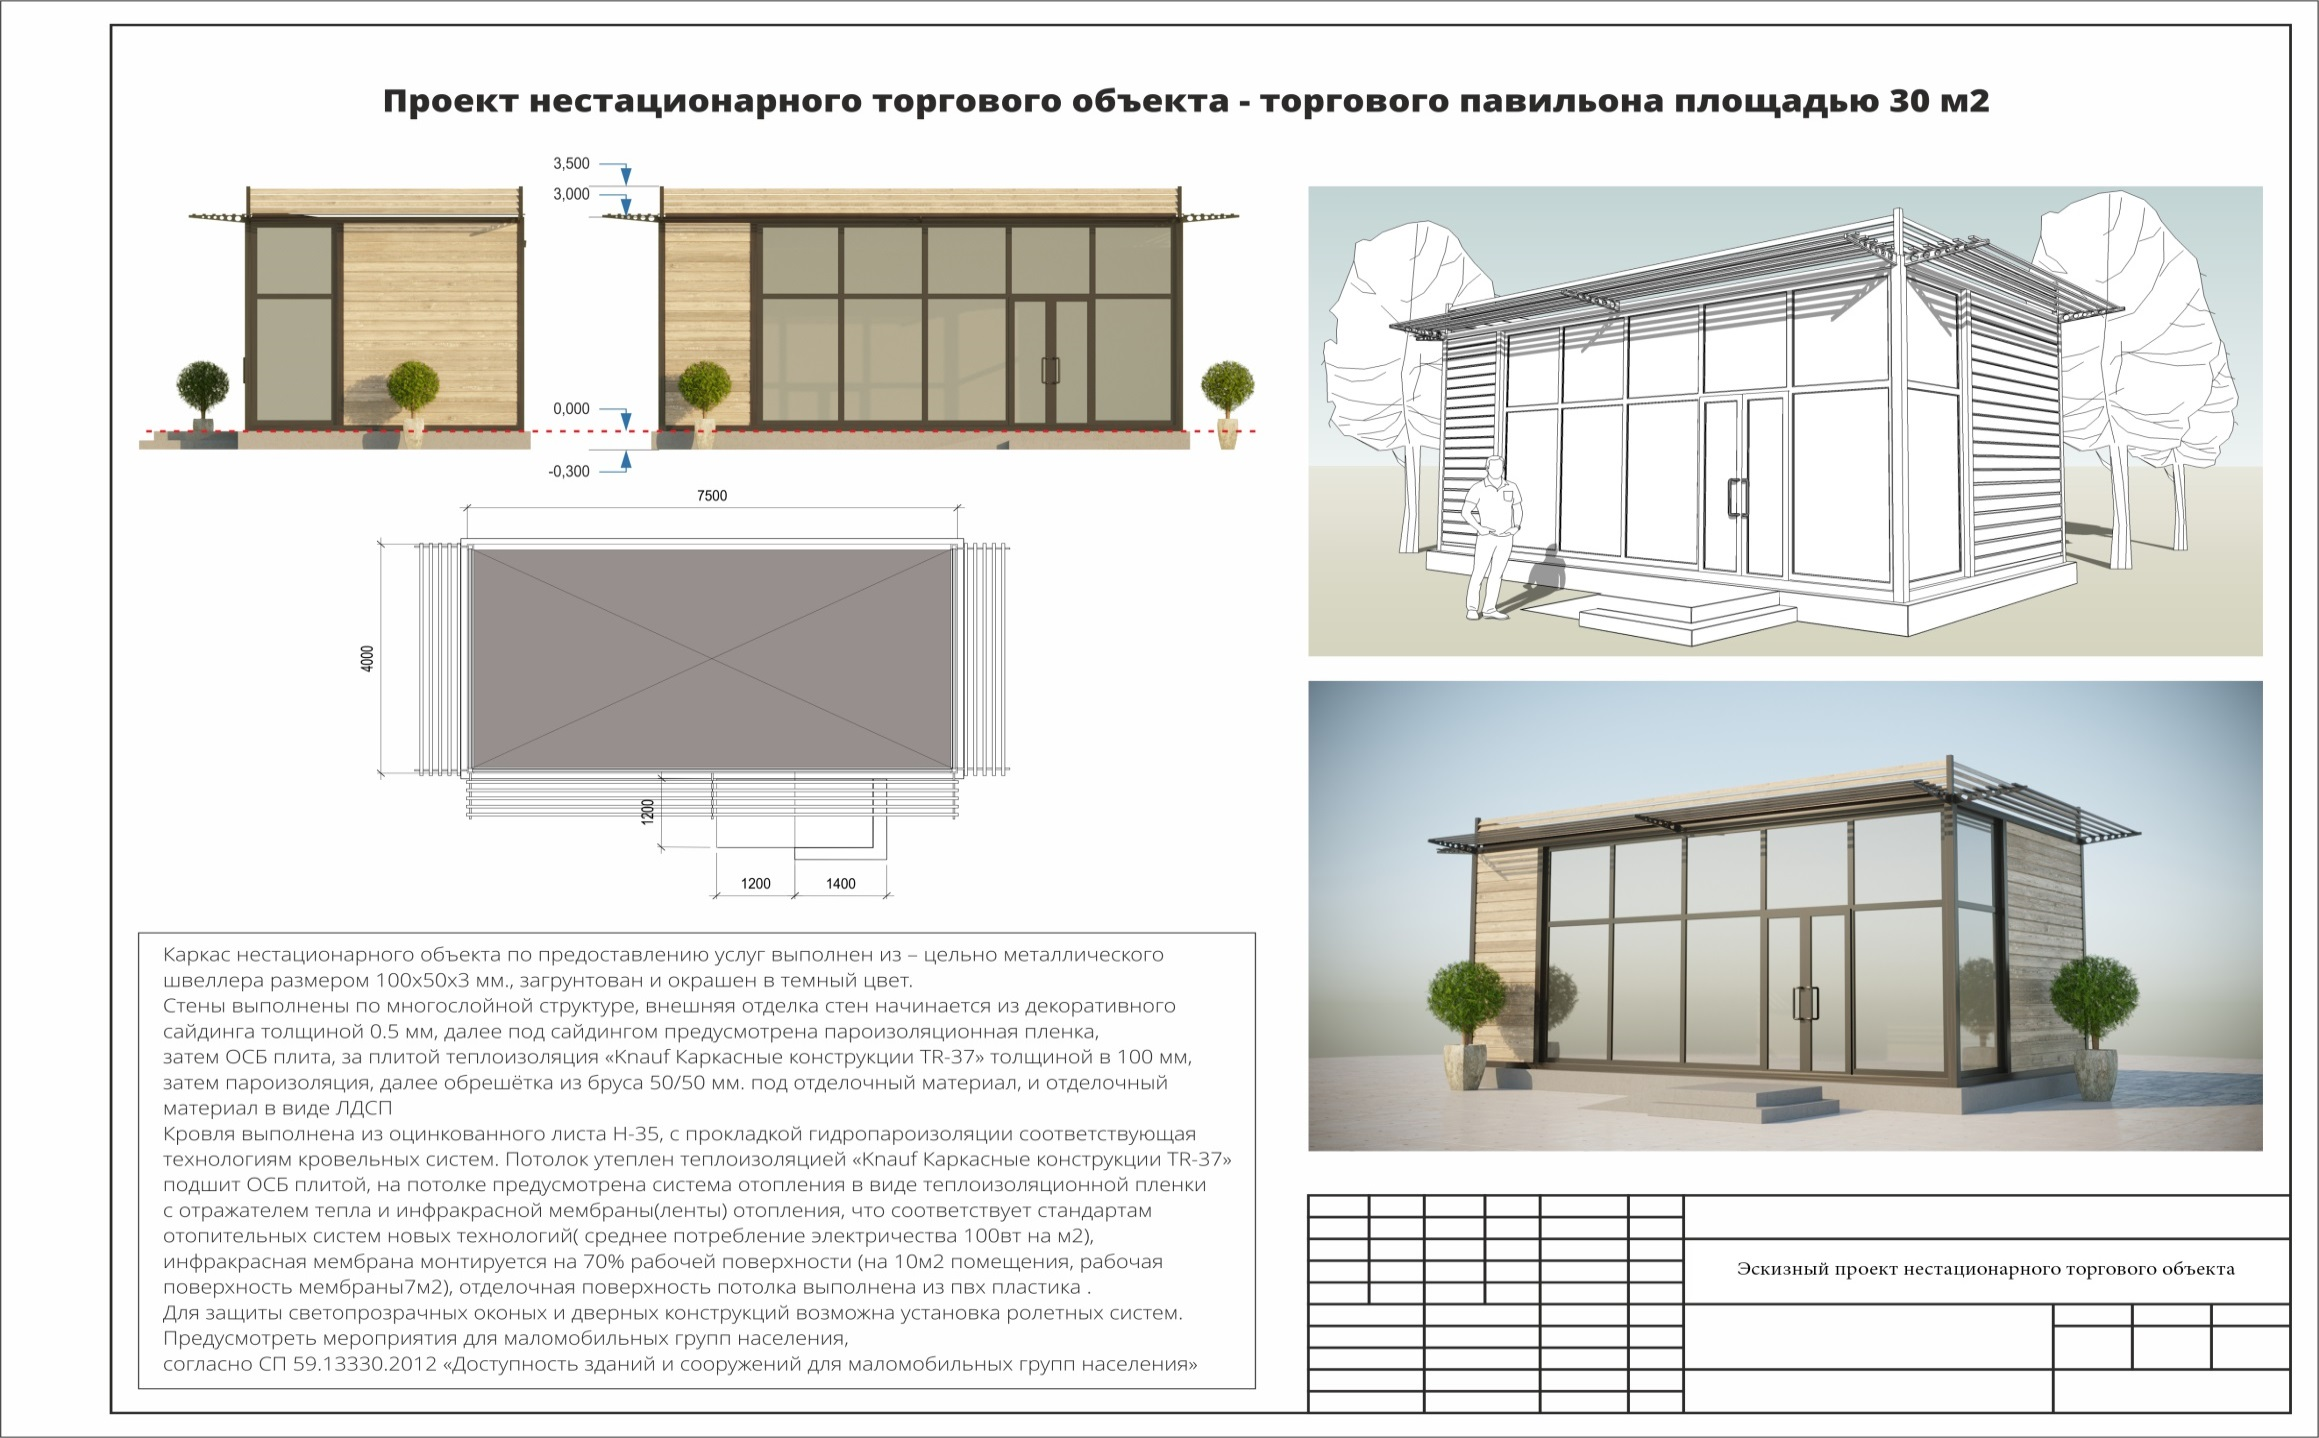 Проект нестационарного торгового объекта - торгового павильона площадью 30 м2
3,500
3,000
0,000
-0,300
7500
4000
1200
1200
1400
Каркас нестационарного объекта по предоставлению услуг выполнен из – цельно металлического
швеллера размером 100х50х3 мм., загрунтован и окрашен в темный цвет.
Стены выполнены по многослойной структуре, внешняя отделка стен начинается из декоративного
сайдинга толщиной 0.5 мм, далее под сайдингом предусмотрена пароизоляционная пленка,
затем ОСБ плита, за плитой теплоизоляция «Knauf Каркасные конструкции TR-37» толщиной в 100 мм,
затем пароизоляция, далее обрешётка из бруса 50/50 мм. под отделочный материал, и отделочный
материал в виде ЛДСП
Кровля выполнена из оцинкованного листа Н-35, с прокладкой гидропароизоляции соответствующая
технологиям кровельных систем. Потолок утеплен теплоизоляцией «Knauf Каркасные конструкции TR-37»
подшит ОСБ плитой, на потолке предусмотрена система отопления в виде теплоизоляционной пленки
с отражателем тепла и инфракрасной мембраны(ленты) отопления, что соответствует стандартам
отопительных систем новых технологий( среднее потребление электричества 100вт на м2),
инфракрасная мембрана монтируется на 70% рабочей поверхности (на 10м2 помещения, рабочая
поверхность мембраны7м2), отделочная поверхность потолка выполнена из пвх пластика .
Для защиты светопрозрачных оконых и дверных конструкций возможна установка ролетных систем.
Предусмотреть мероприятия для маломобильных групп населения,
согласно СП 59.13330.2012 «Доступность зданий и сооружений для маломобильных групп населения»
Эскизный проект нестационарного торгового объекта